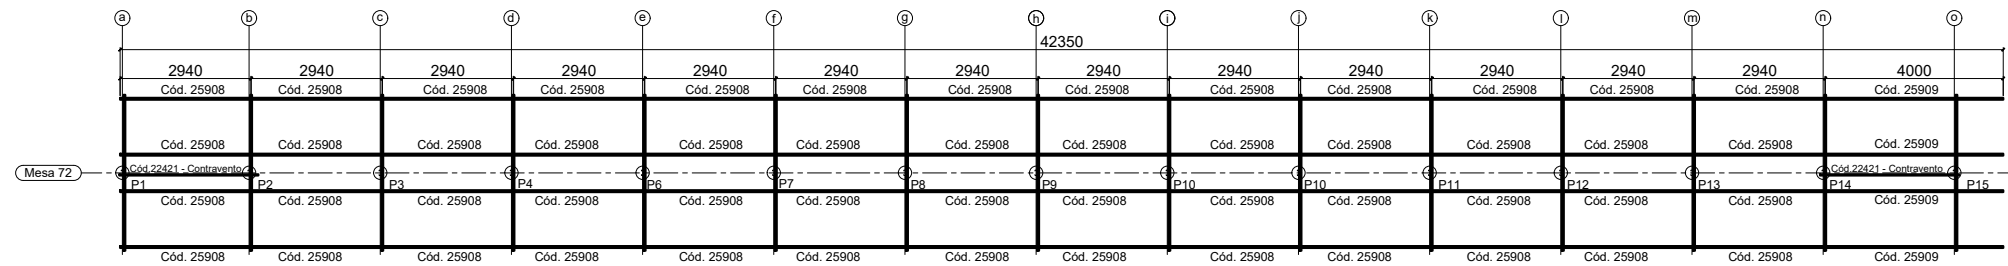 a b c d e f g h i j k l m n o
42350
2940 2940 2940 2940 2940 2940 2940 2940 2940 2940 2940 2940 2940 4000
Cód. 25908 Cód. 25908 Cód. 25908 Cód. 25908 Cód. 25908 Cód. 25908 Cód. 25908 Cód. 25908 Cód. 25908 Cód. 25908 Cód. 25908 Cód. 25908 Cód. 25908 Cód. 25909
Cód. 25908 Cód. 25908 Cód. 25908 Cód. 25908 Cód. 25908 Cód. 25908 Cód. 25908 Cód. 25908 Cód. 25908 Cód. 25908 Cód. 25908 Cód. 25908 Cód. 25908 Cód. 25909
Mesa 72 Cód.22421 - Contravento Cód.22421 - Contravento
P1 P2 P3 P4 P6 P7 P8 P9 P10 P10 P11 P12 P13 P14 P15
Cód. 25908 Cód. 25908 Cód. 25908 Cód. 25908 Cód. 25908 Cód. 25908 Cód. 25908 Cód. 25908 Cód. 25908 Cód. 25908 Cód. 25908 Cód. 25908 Cód. 25908 Cód. 25909
Cód. 25908 Cód. 25908 Cód. 25908 Cód. 25908 Cód. 25908 Cód. 25908 Cód. 25908 Cód. 25908 Cód. 25908 Cód. 25908 Cód. 25908 Cód. 25908 Cód. 25908 Cód. 25909